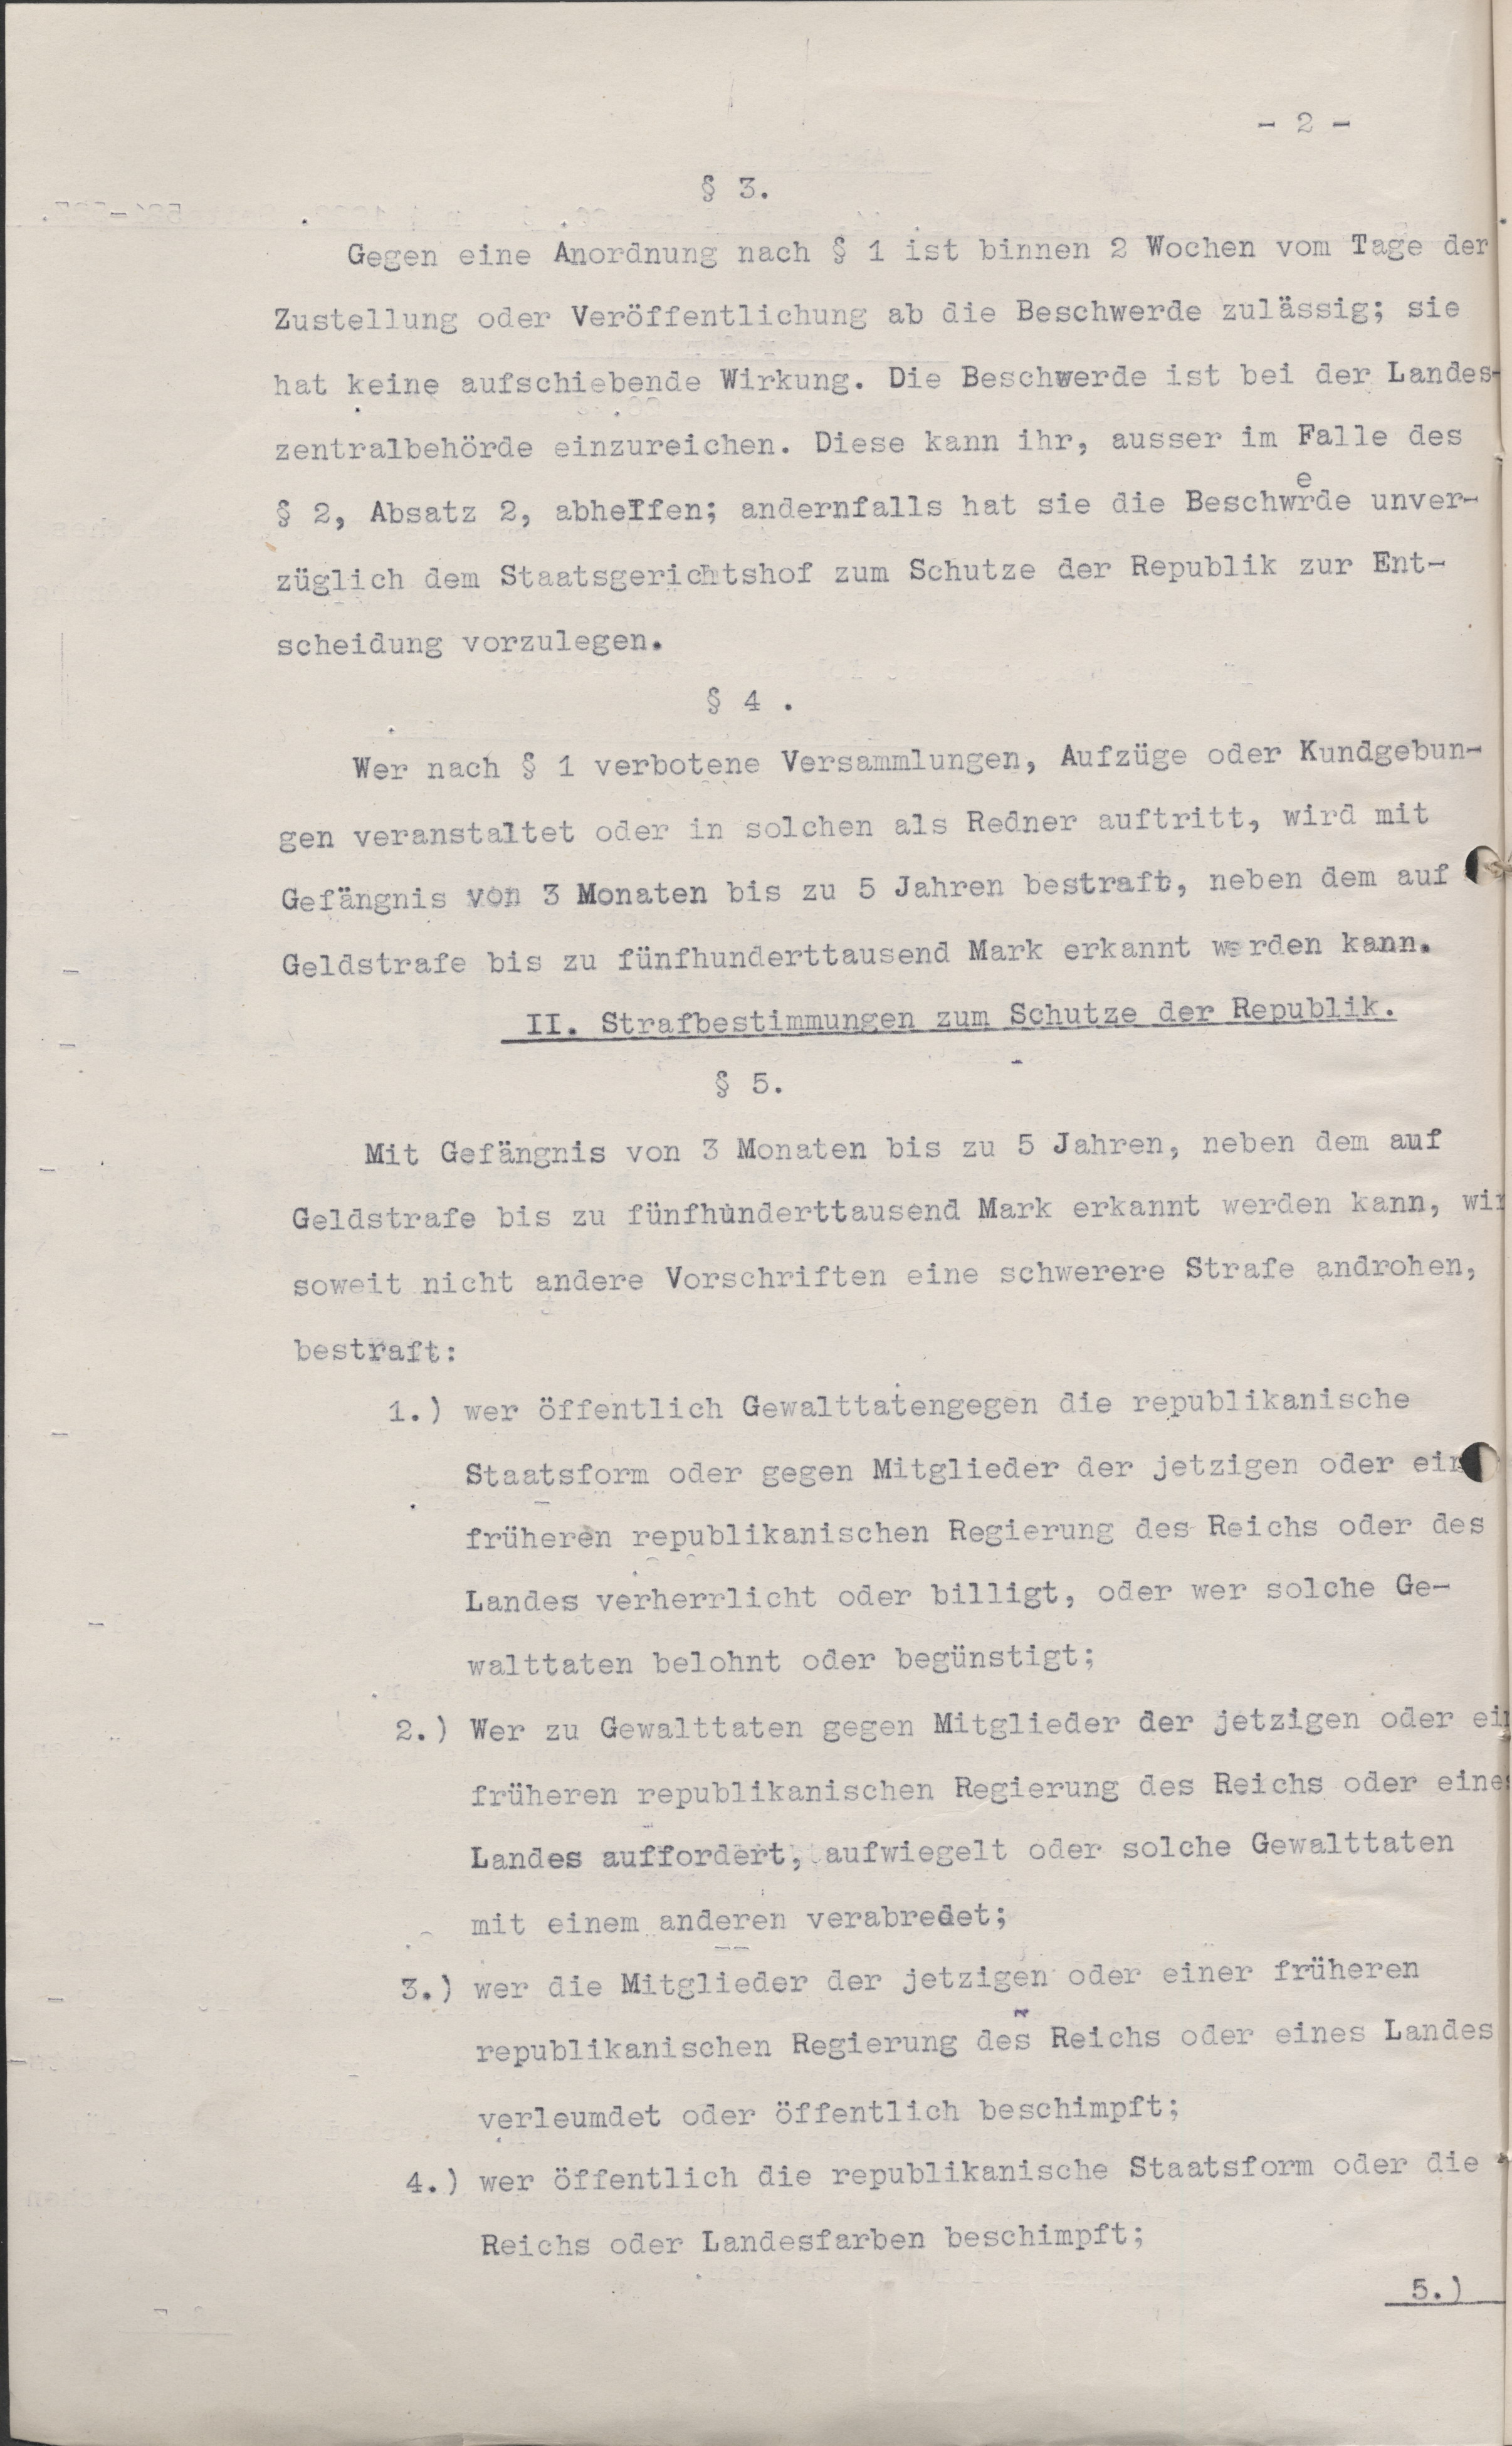 - 2 -
§ 3.
Gegen eine Anordnung nach § 1 ist binnen 2 Wochen vom Tage der
Zustellung oder Veröffentlichung ab die Beschwerde zulässig; sie
hat keine aufschiebende Wirkung. Die Beschwerde ist bei der Landes-
zentralbehörde einzureichen. Diese kann ihr, ausser im Falle des
§ 2, Absatz 2, abhelfen; andernfalls hat sie die Beschwerde unver-
züglich dem Staatsgerichtshof zum Schutze der Republik zur Ent-
scheidung vorzulegen.
§ 4 .
Wer nach § 1 verbotene Versammlungen, Aufzüge oder Kundgebun-
gen veranstaltet oder in solchen als Redner auftritt, wird mit
Gefängnis von 3 Monaten bis zu 5 Jahren bestraft, neben dem auf
Geldstrafe bis zu fünfhunderttausend Mark erkannt werden kann.
II. Strafbestimmungen zum Schutze der Republik.
§ 5.
Mit Gefängnis von 3 Monaten bis zu 5 Jahren, neben dem auf
Geldstrafe bis zu fünfhunderttausend Mark erkannt werden kann, wir
soweit nicht andere Vorschriften eine schwerere Strafe androhen,
bestraft:
1.) wer öffentlich Gewalttatengegen die republikanische
Staatsform oder gegen Mitglieder der jetzigen oder ein
früheren republikanischen Regierung des Reichs oder des
Landes verherrlicht oder billigt, oder wer solche Ge-
walttaten belohnt oder begünstigt;
2.) Wer zu Gewalttaten gegen Mitglieder der jetzigen oder ein
früheren republikanischen Regierung des Reichs oder eines
Landes auffordert, aufwiegelt oder solche Gewalttaten
mit einem anderen verabredet;
3.) wer die Mitglieder der jetzigen oder einer früheren
republikanischen Regierung des Reichs oder eines Landes
verleumdet oder öffentlich beschimpft;
4.) wer öffentlich die republikanische Staatsform oder die
Reichs oder Landesfarben beschimpft;
5.)